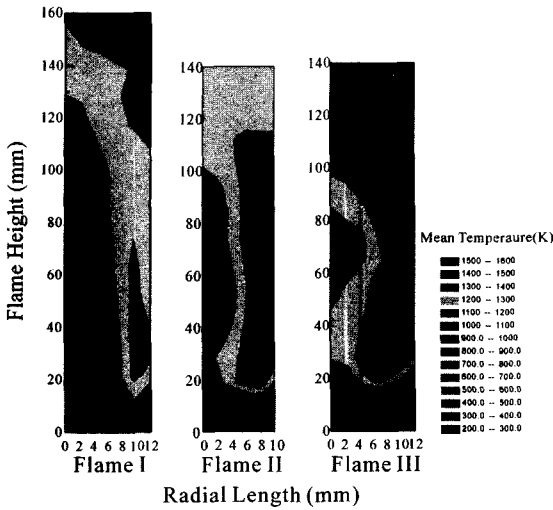 160
140
120
100
80
60
40
20
0
0 2 4 6 8 1012
Flame I
140
120
100
80
60
40
20
0
0 2 4 6 8 10
Flame II
140
120
100
80
60
40
20
0
0 2 4 6 8 10 12
Flame III
Flame Height (mm)
Radial Length (mm)
Mean Temperaure(K)
1500 -- 1600
1400 -- 1500
1300 -- 1400
1200 -- 1300
1100 -- 1200
1000 -- 1100
900.0 -- 1000
800.0 -- 900.0
700.0 -- 800.0
600.0 -- 700.0
500.0 -- 600.0
400.0 -- 500.0
300.0 -- 400.0
200.0 -- 300.0